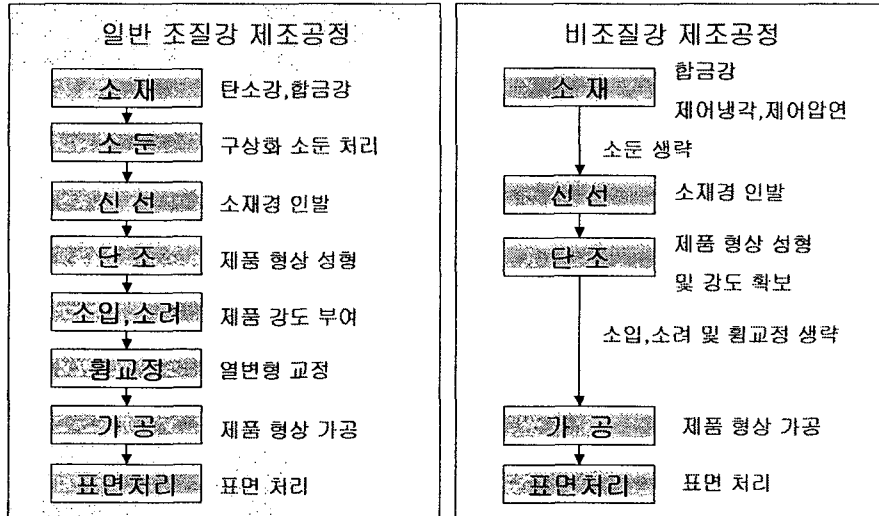 일반 조질강 제조공정
소 재 탄소강,합금강
소 둔 구상화 소둔 처리
신 선 소재경 인발
단 조 제품 형상 성형
소입,소려 제품 강도 부여
휨교정 열변형 교정
가 공 제품 형상 가공
표면처리 표면 처리
비조질강 제조공정
소 재 합금강
제어냉각,제어압연
소둔 생략
신 선 소재경 인발
단 조 제품 형상 성형
및 강도 확보
소입,소려 및 휨교정 생략
가 공 제품 형상 가공
표면처리 표면 처리